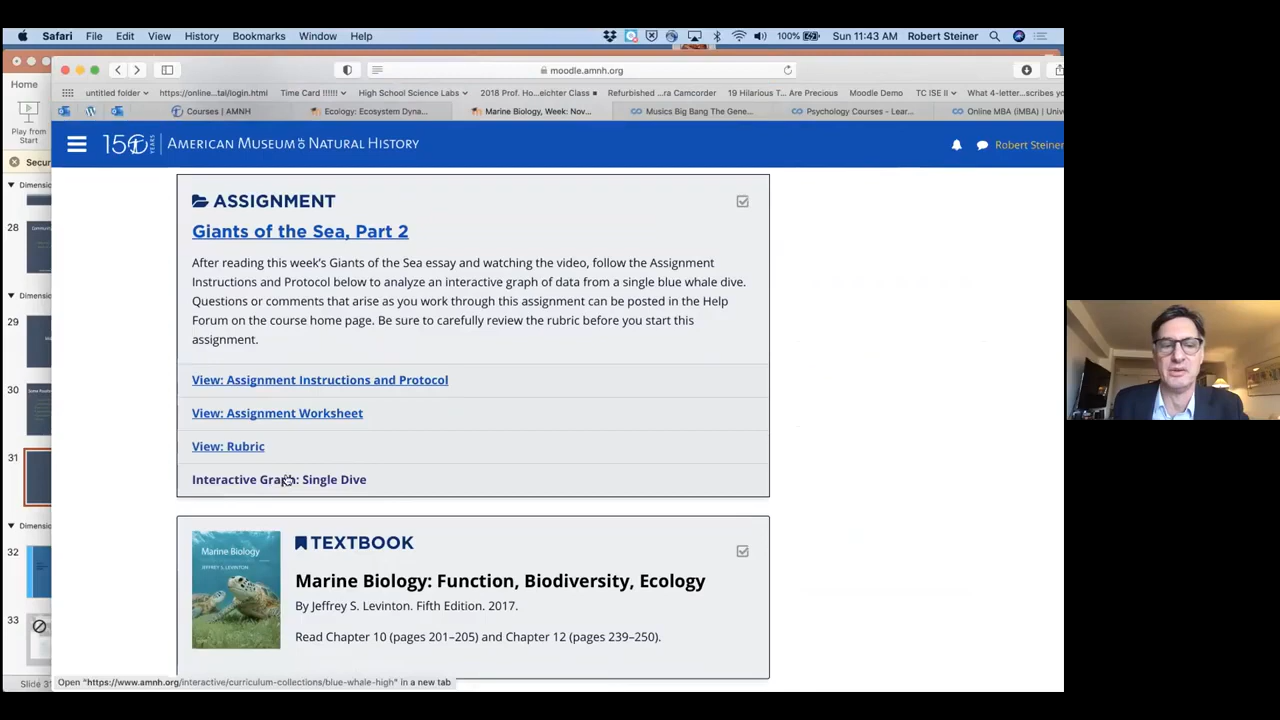 Safari File Edit View History Bookmarks Window Help 100% Sun 11:43 AM Robert Steiner
moodle.amnh.org
untitled folder https://online...tal/login.html Time Card !!!!!! High School Science Labs 2018 Prof. Ho...eichter Class Refurbished ...ra Camcorder 19 Hilarious ...t Are Precious Moodle Demo TC ISE II What 4-letter...scribes y
Courses | AMNH Ecology: Ecosystem Dyna... Marine Biology, Week: Nov... Musics Big Bang The Gene... Psychology Courses - Lear... Online MBA (iMBA) | Univ
Home
Play from
Start
Secur
Dimensi
28
Dimensi
29
30
31
Dimensi
32
33
Slide 31
150 YEARS AMERICAN MUSEUM OF NATURAL HISTORY Robert Steiner
ASSIGNMENT
Giants of the Sea, Part 2
After reading this week's Giants of the Sea essay and watching the video, follow the Assignment
Instructions and Protocol below to analyze an interactive graph of data from a single blue whale dive.
Questions or comments that arise as you work through this assignment can be posted in the Help
Forum on the course home page. Be sure to carefully review the rubric before you start this
assignment.
View: Assignment Instructions and Protocol
View: Assignment Worksheet
View: Rubric
Interactive Graph: Single Dive
Marine Biology
JEFFREY S. LEVINTON
TEXTBOOK
Marine Biology: Function, Biodiversity, Ecology
By Jeffrey S. Levinton. Fifth Edition. 2017.
Read Chapter 10 (pages 201–205) and Chapter 12 (pages 239–250).
Open "https://www.amnh.org/interactive/curriculum-collections/blue-whale-high" in a new tab